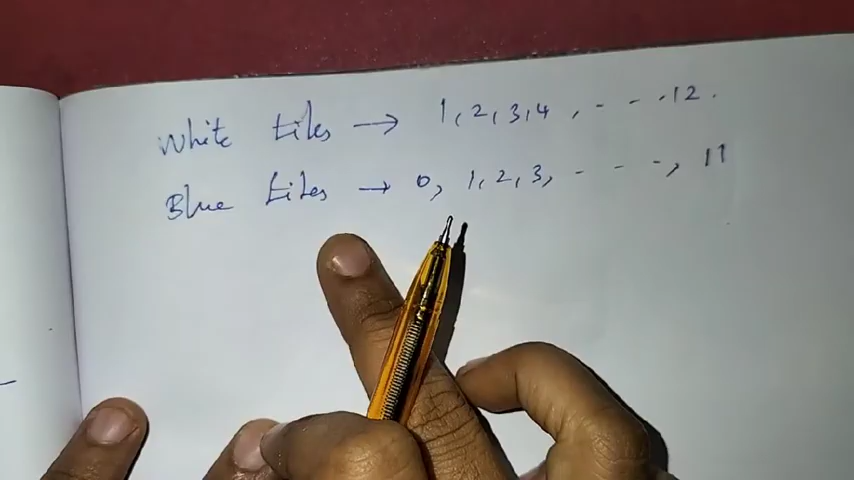 White tiles → 1, 2, 3, 4, - - - . 12.
Blue tiles → 0, 1, 2, 3, - - - , 11